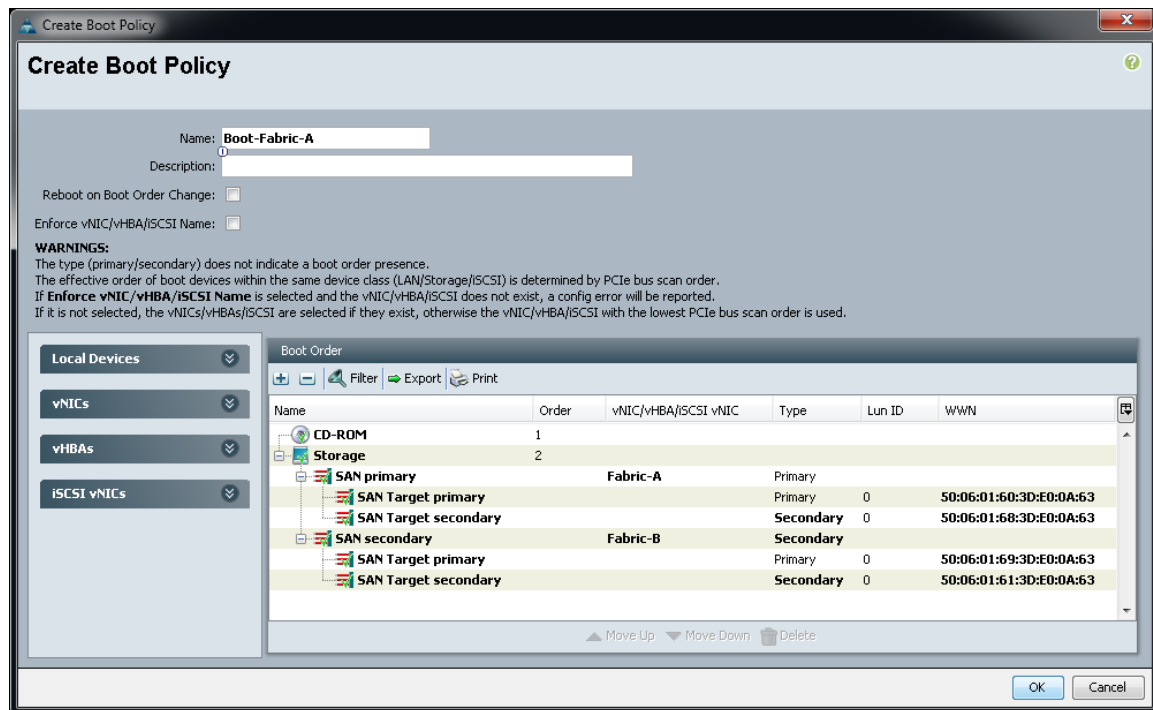 Create Boot Policy
Create Boot Policy
Name: Boot-Fabric-A
Description:
Reboot on Boot Order Change:
Enforce vNIC/vHBA/iSCSI Name:
WARNINGS:
The type (primary/secondary) does not indicate a boot order presence.
The effective order of boot devices within the same device class (LAN/Storage/iSCSI) is determined by PCIe bus scan order.
If Enforce vNIC/vHBA/iSCSI Name is selected and the vNIC/vHBA/iSCSI does not exist, a config error will be reported.
If it is not selected, the vNICs/vHBAs/iSCSI are selected if they exist, otherwise the vNIC/vHBA/iSCSI with the lowest PCIe bus scan order is used.
Local Devices
vNICs
vHBAs
iSCSI vNICs
Boot Order
Filter Export Print
Name Order vNIC/vHBA/iSCSI vNIC Type Lun ID WWN
CD-ROM 1
Storage 2
SAN primary Fabric-A Primary
SAN Target primary Primary 0 50:06:01:60:3D:E0:0A:63
SAN Target secondary Secondary 0 50:06:01:68:3D:E0:0A:63
SAN secondary Fabric-B Secondary
SAN Target primary Primary 0 50:06:01:69:3D:E0:0A:63
SAN Target secondary Secondary 0 50:06:01:61:3D:E0:0A:63
Move Up Move Down Delete
OK Cancel